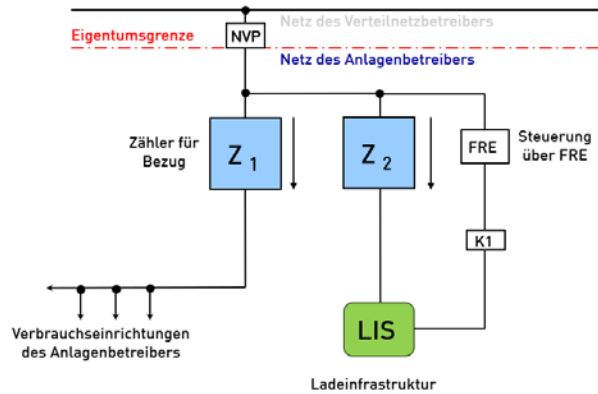 Netz des Verteilnetzbetreibers
Eigentumsgrenze
NVP
Netz des Anlagenbetreibers
Zähler für
Bezug
Z 1
Z 2
FRE
Steuerung
über FRE
K1
LIS
Verbrauchseinrichtungen
des Anlagenbetreibers
Ladeinfrastruktur